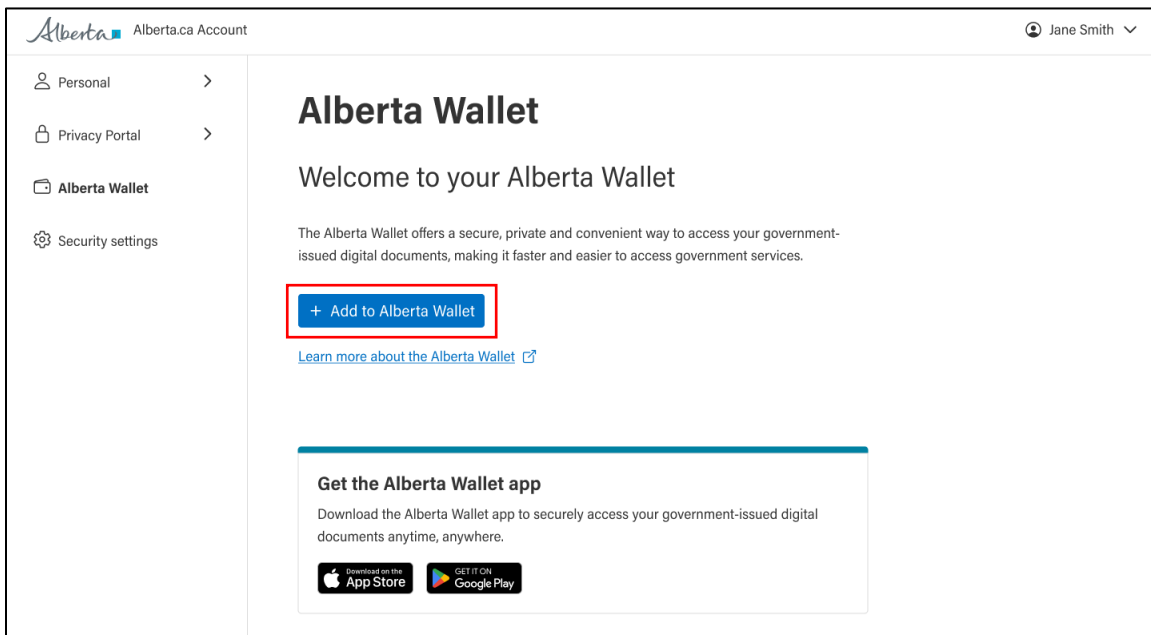 Alberta Alberta.ca Account
Jane Smith
Personal
Privacy Portal
Alberta Wallet
Security settings
Alberta Wallet
Welcome to your Alberta Wallet
The Alberta Wallet offers a secure, private and convenient way to access your government-
issued digital documents, making it faster and easier to access government services.
+ Add to Alberta Wallet
Learn more about the Alberta Wallet
Get the Alberta Wallet app
Download the Alberta Wallet app to securely access your government-issued digital
documents anytime, anywhere.
Download on the
App Store
GET IT ON
Google Play